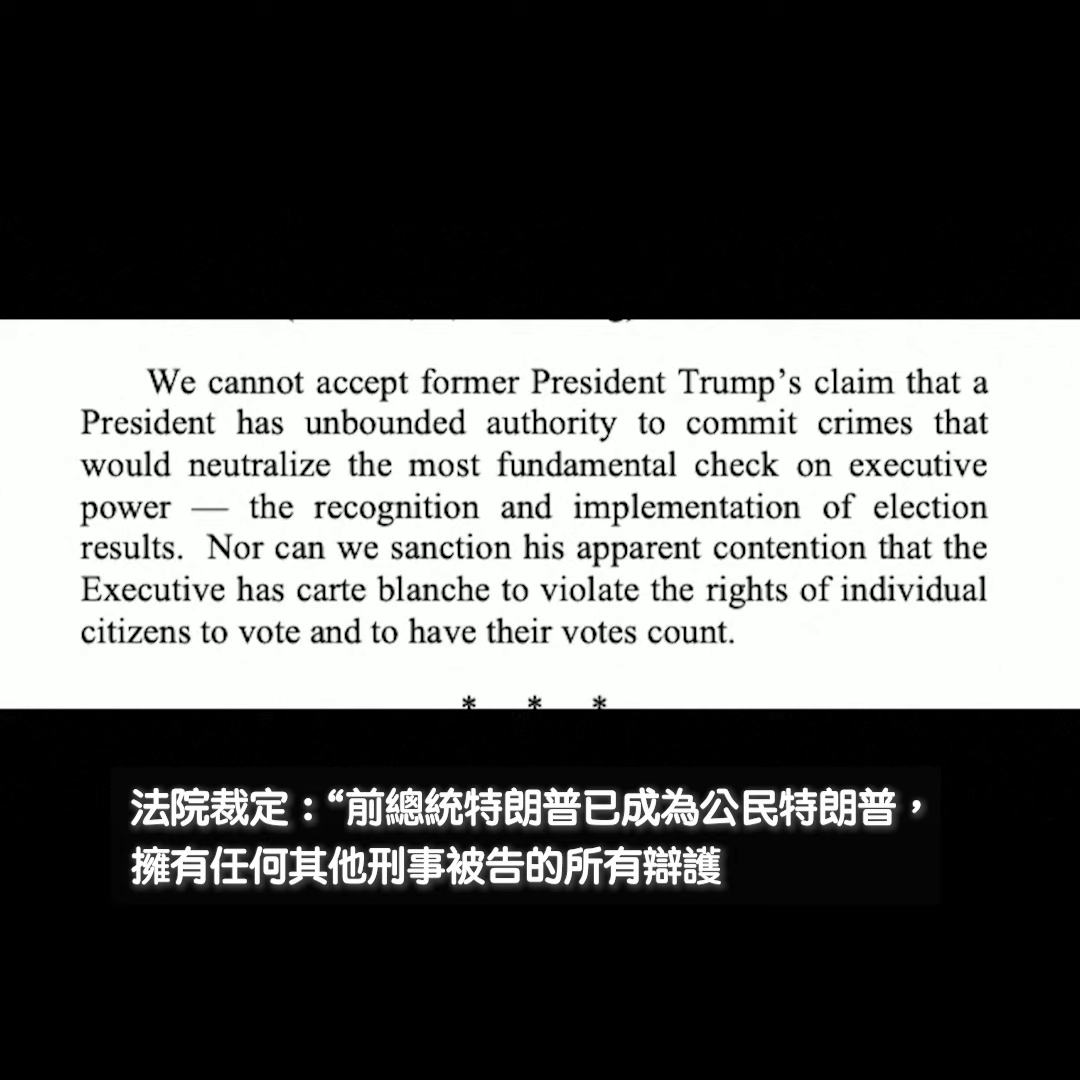 We cannot accept former President Trump’s claim that a
President has unbounded authority to commit crimes that
would neutralize the most fundamental check on executive
power — the recognition and implementation of election
results. Nor can we sanction his apparent contention that the
Executive has carte blanche to violate the rights of individual
citizens to vote and to have their votes count.
* * *
法院裁定：“前總統特朗普已成為公民特朗普，
擁有任何其他刑事被告的所有辯護